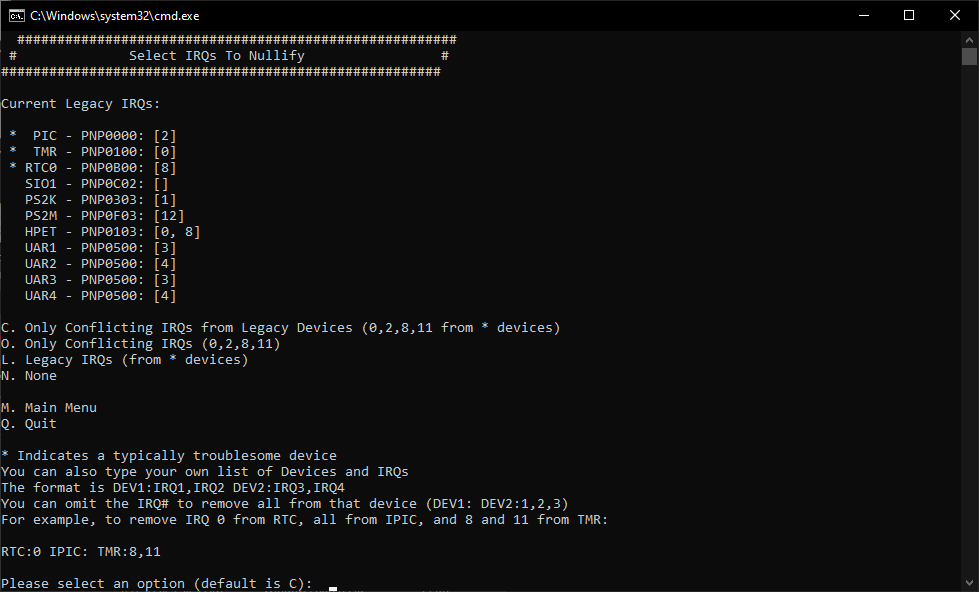 C:\Windows\system32\cmd.exe
#######################################################
# Select IRQs To Nullify #
#######################################################
Current Legacy IRQs:
* PIC - PNP0000: [2]
* TMR - PNP0100: [0]
* RTC0 - PNP0B00: [8]
SIO1 - PNP0C02: []
PS2K - PNP0303: [1]
PS2M - PNP0F03: [12]
HPET - PNP0103: [0, 8]
UAR1 - PNP0500: [3]
UAR2 - PNP0500: [4]
UAR3 - PNP0500: [3]
UAR4 - PNP0500: [4]
C. Only Conflicting IRQs from Legacy Devices (0,2,8,11 from * devices)
O. Only Conflicting IRQs (0,2,8,11)
L. Legacy IRQs (from * devices)
N. None
M. Main Menu
Q. Quit
* Indicates a typically troublesome device
You can also type your own list of Devices and IRQs
The format is DEV1:IRQ1,IRQ2 DEV2:IRQ3,IRQ4
You can omit the IRQ# to remove all from that device (DEV1: DEV2:1,2,3)
For example, to remove IRQ 0 from RTC, all from IPIC, and 8 and 11 from TMR:
RTC:0 IPIC: TMR:8,11
Please select an option (default is C):